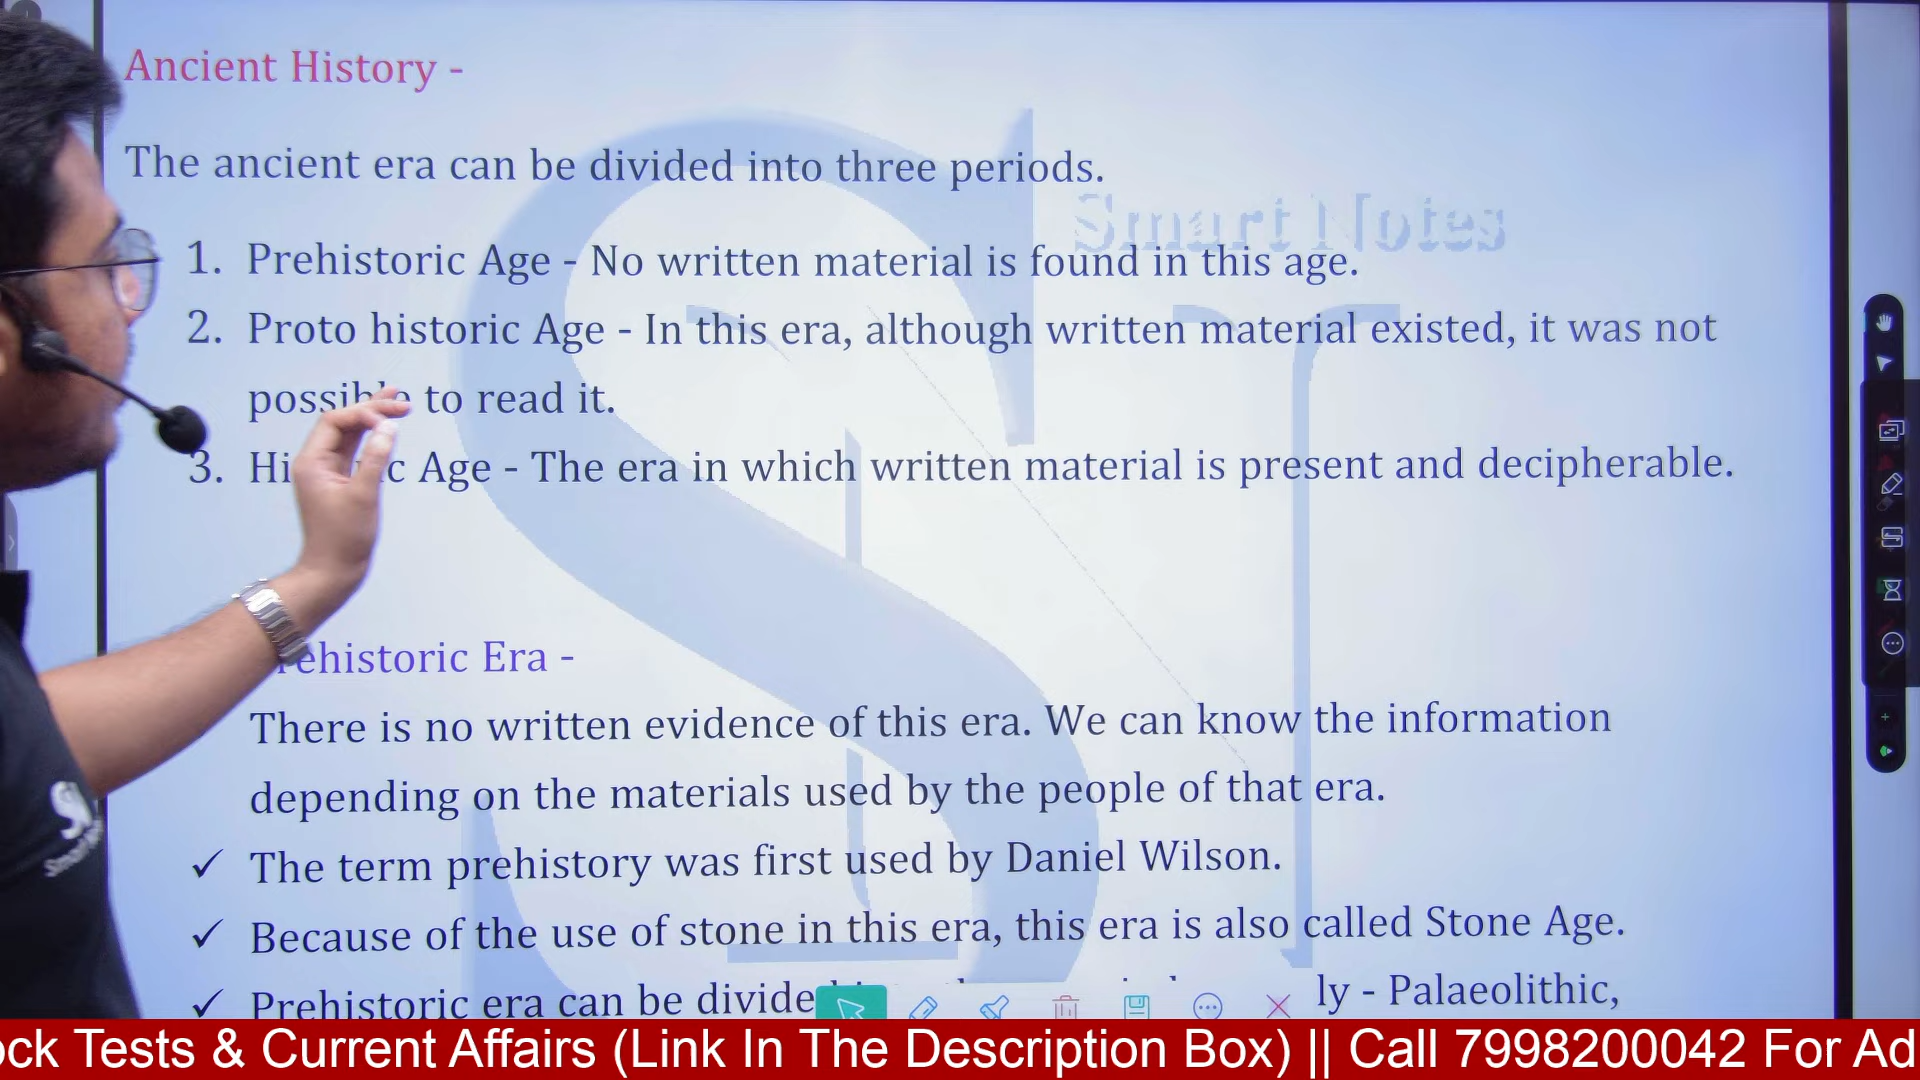 Ancient History -
The ancient era can be divided into three periods.
Smart Notes
1. Prehistoric Age - No written material is found in this age.
2. Proto historic Age - In this era, although written material existed, it was not
possible to read it.
3. Age - The era in which written material is present and decipherable.
Era -
There is no written evidence of this era. We can know the information
depending on the materials used by the people of that era.
✓ The term prehistory was first used by Daniel Wilson.
✓ Because of the use of stone in this era, this era is also called Stone Age.
✓ Prehistoric era can be - Palaeolithic,
Tests & Current Affairs (Link In The Description Box) || Call 7998200042 For Ad